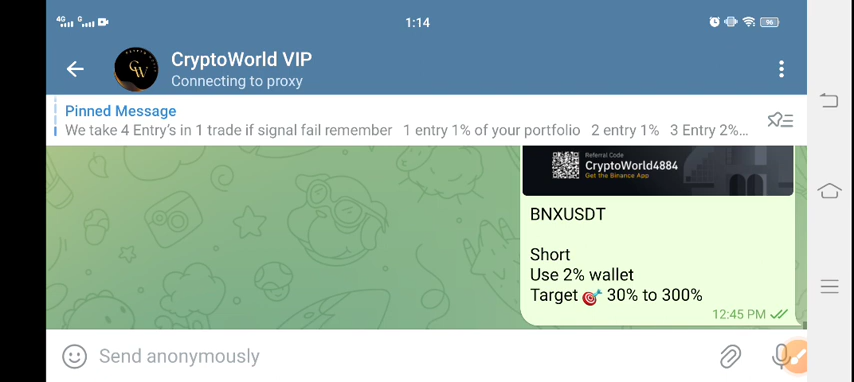 4G G 1:14 96
CryptoWorld VIP
Connecting to proxy
Pinned Message
We take 4 Entry's in 1 trade if signal fail remember 1 entry 1% of your portfolio 2 entry 1% 3 Entry 2%...
Referral Code
CryptoWorld4884
Get the Binance App
BNXUSDT
Short
Use 2% wallet
Target 🎯 30% to 300%
12:45 PM
Send anonymously